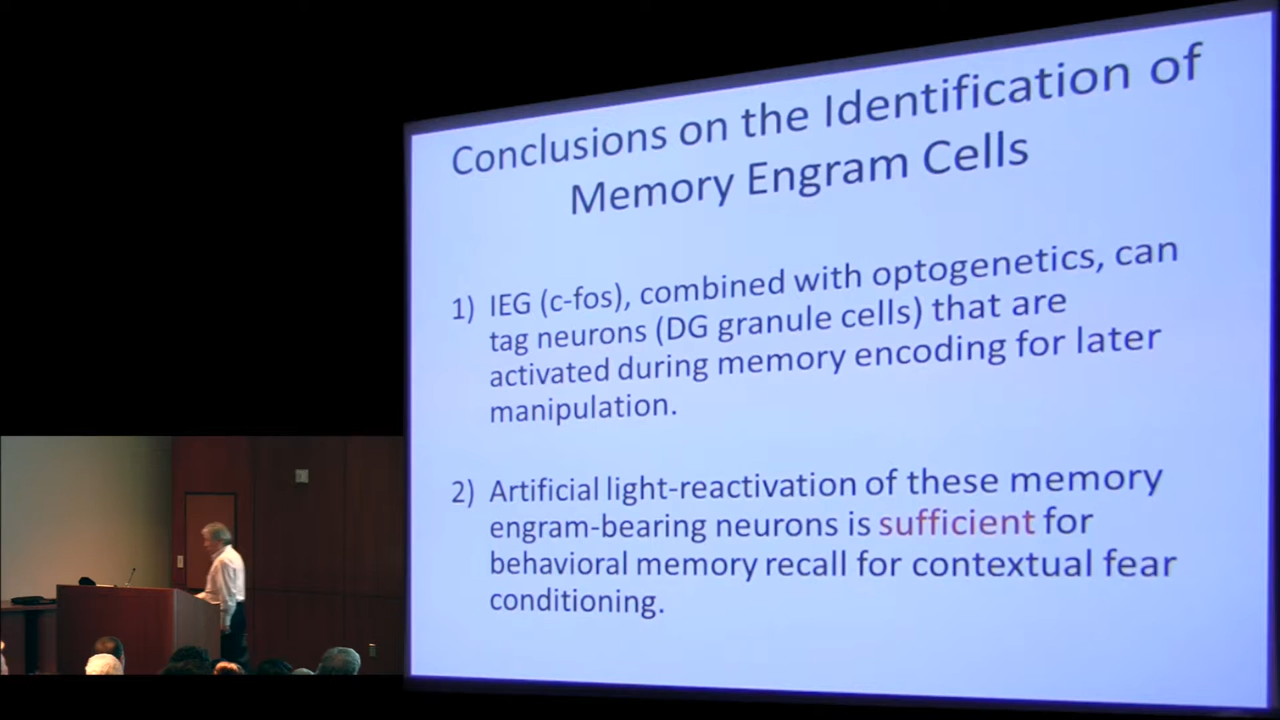 Conclusions on the Identification of
Memory Engram Cells
1) IEG (c-fos), combined with optogenetics, can
tag neurons (DG granule cells) that are
activated during memory encoding for later
manipulation.
2) Artificial light-reactivation of these memory
engram-bearing neurons is sufficient for
behavioral memory recall for contextual fear
conditioning.